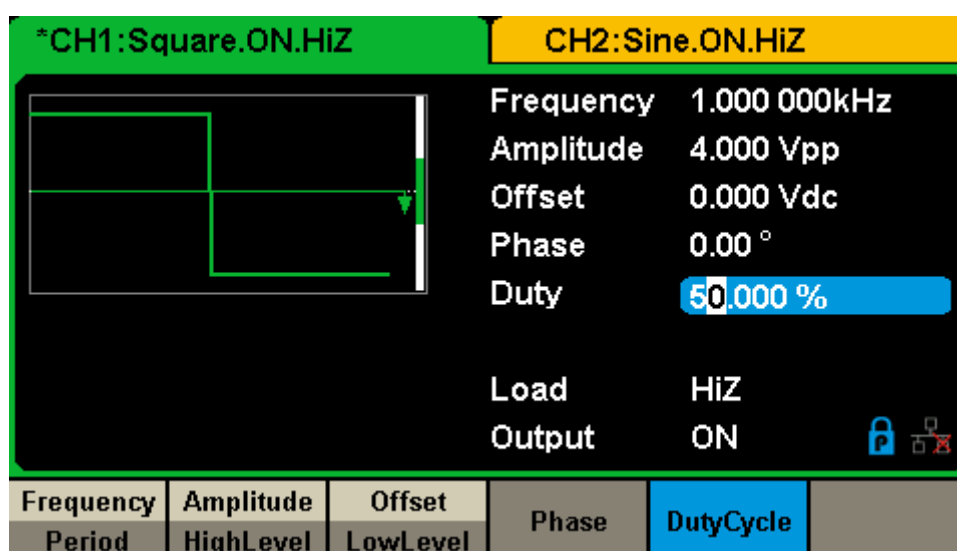 *CH1:Square.ON.HiZ
CH2:Sine.ON.HiZ
Frequency 1.000 000kHz
Amplitude 4.000 Vpp
Offset 0.000 Vdc
Phase 0.00 °
Duty 50.000 %
Load HiZ
Output ON
P
Frequency Amplitude Offset Phase DutyCycle
Period HighLevel LowLevel